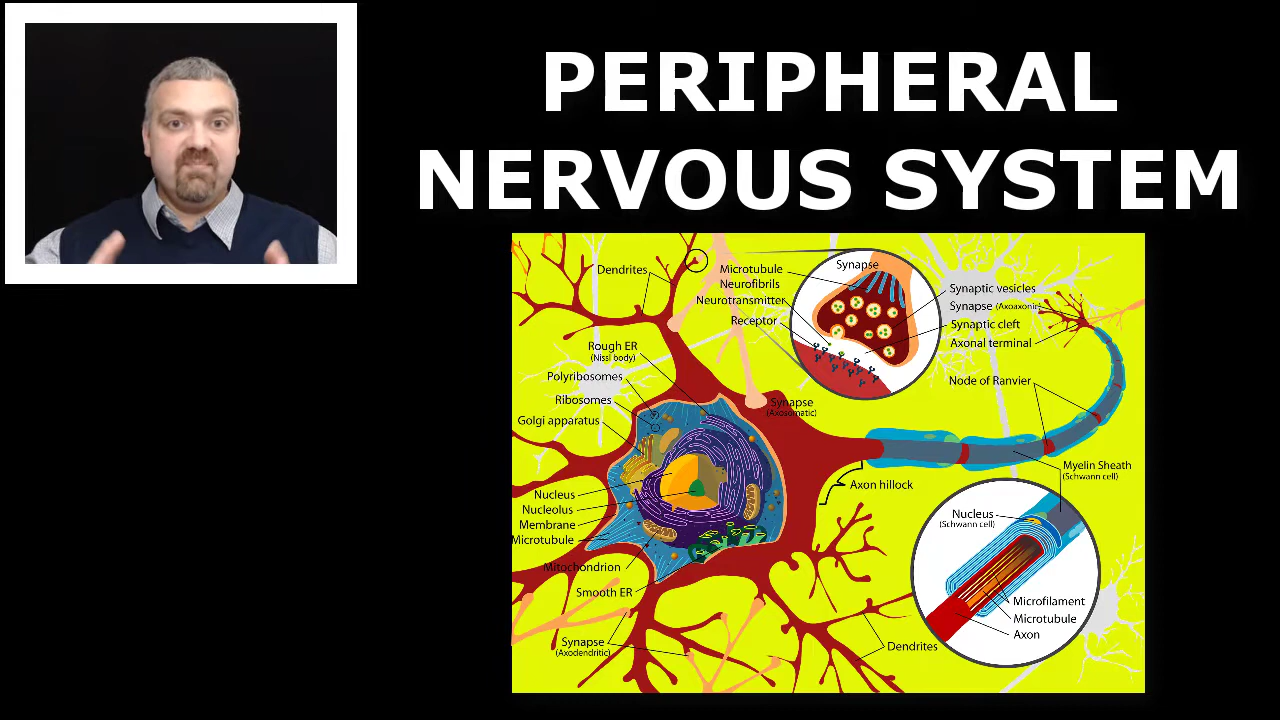 PERIPHERAL
NERVOUS SYSTEM
Dendrites
Microtubule
Neurofibrils
Neurotransmitter
Receptor
Synapse
Synaptic vesicles
Synapse (Axoaxonic)
Synaptic cleft
Axonal terminal
Rough ER
(Nissl body)
Polyribosomes
Ribosomes
Golgi apparatus
Synapse
(Axosomatic)
Node of Ranvier
Myelin Sheath
(Schwann cell)
Axon hillock
Nucleus
Nucleolus
Membrane
Microtubule
Mitochondrion
Smooth ER
Synapse
(Axodendritic)
Dendrites
Nucleus
(Schwann cell)
Microfilament
Microtubule
Axon